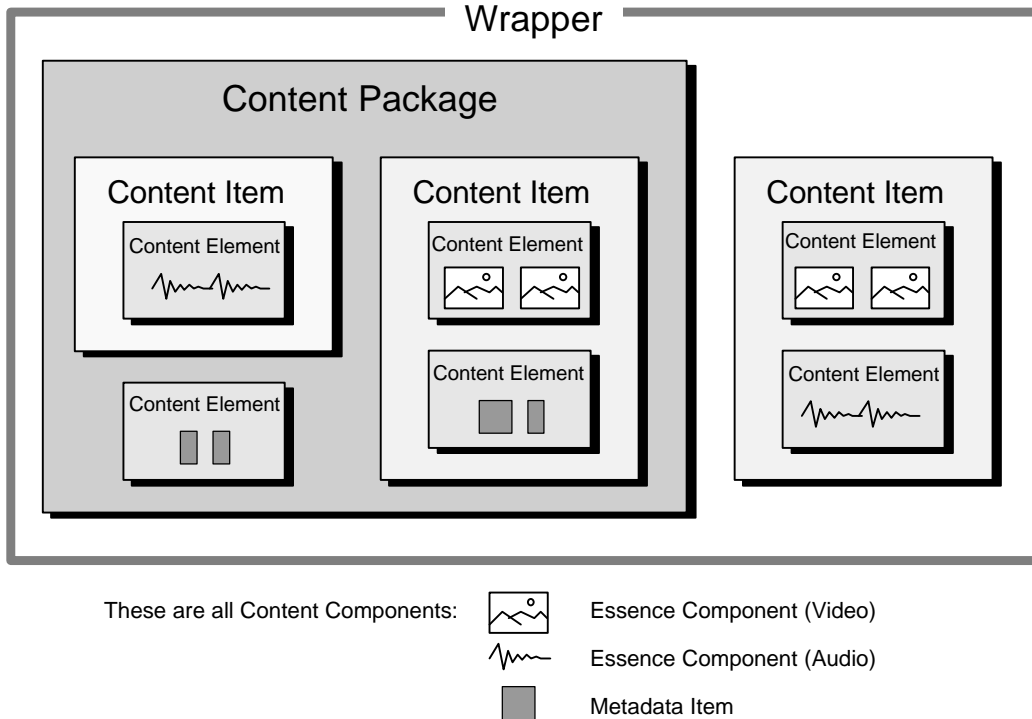 Wrapper
Content Package
Content Item
Content Element
Content Element
Content Item
Content Element
Content Element
Content Item
Content Element
Content Element
These are all Content Components:
Essence Component (Video)
Essence Component (Audio)
Metadata Item